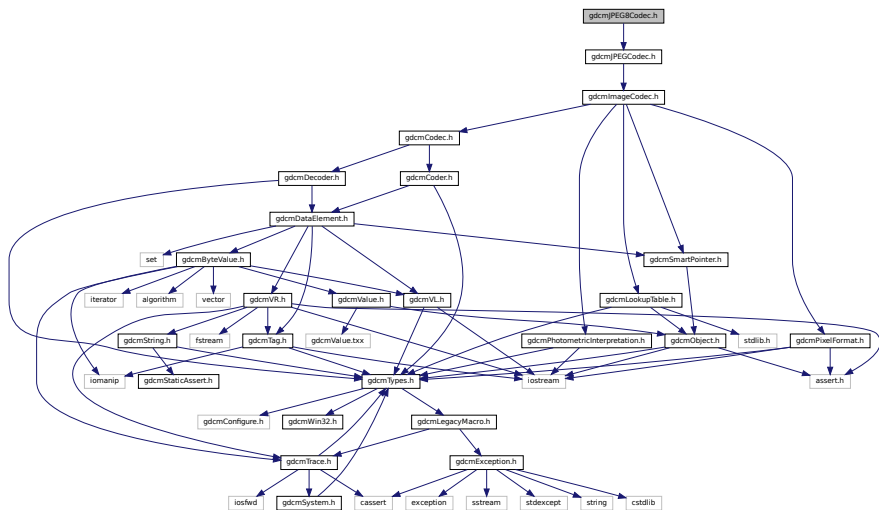 gdcmJPEG8Codec.h
gdcmJPEGCodec.h
gdcmImageCodec.h
gdcmCodec.h
gdcmDecoder.h
gdcmCoder.h
gdcmDataElement.h
set
gdcmByteValue.h
gdcmSmartPointer.h
iterator
algorithm
vector
gdcmVR.h
gdcmValue.h
gdcmVL.h
gdcmLookupTable.h
gdcmString.h
fstream
gdcmTag.h
gdcmValue.txx
gdcmPhotometricInterpretation.h
gdcmObject.h
stdlib.h
gdcmPixelFormat.h
iomanip
gdcmStaticAssert.h
gdcmTypes.h
iostream
assert.h
gdcmConfigure.h
gdcmWin32.h
gdcmLegacyMacro.h
gdcmTrace.h
gdcmException.h
iosfwd
gdcmSystem.h
cassert
exception
sstream
stdexcept
string
cstdlib